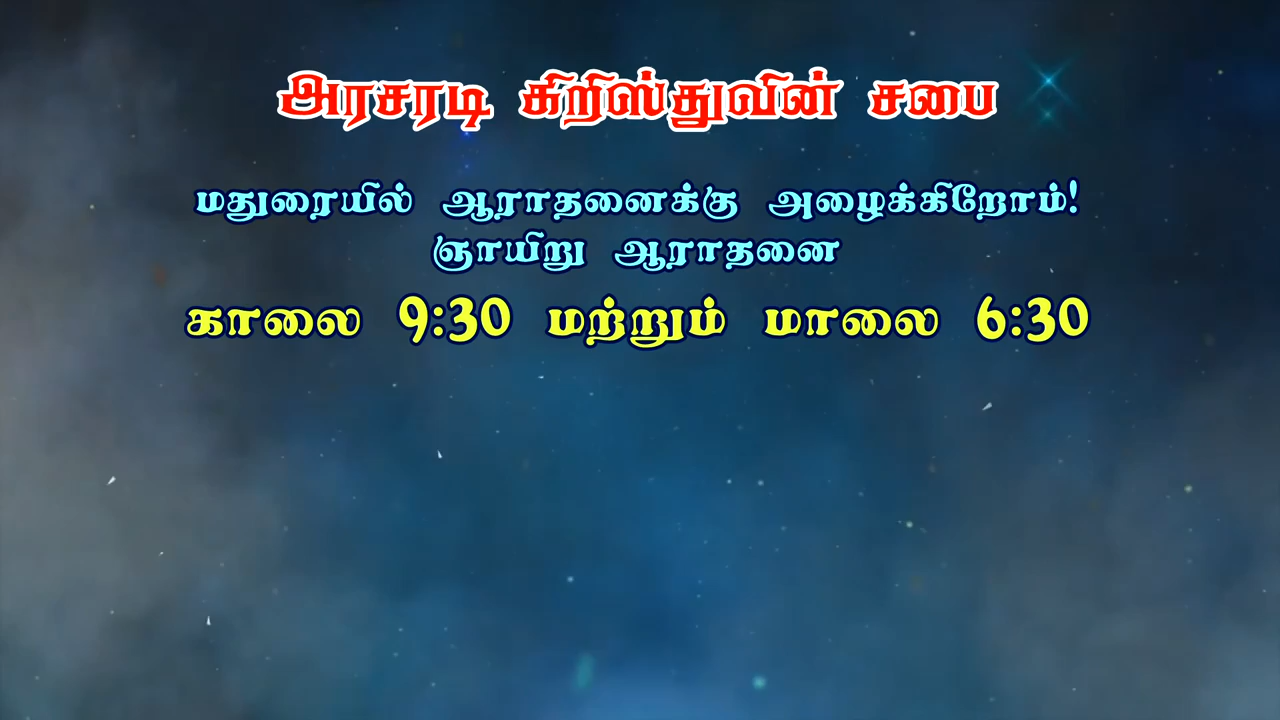 அரசரடி கிறிஸ்துவின் சபை
மதுரையில் ஆராதனைக்கு அழைக்கிறோம்!
ஞாயிறு ஆராதனை
காலை 9:30 மற்றும் மாலை 6:30